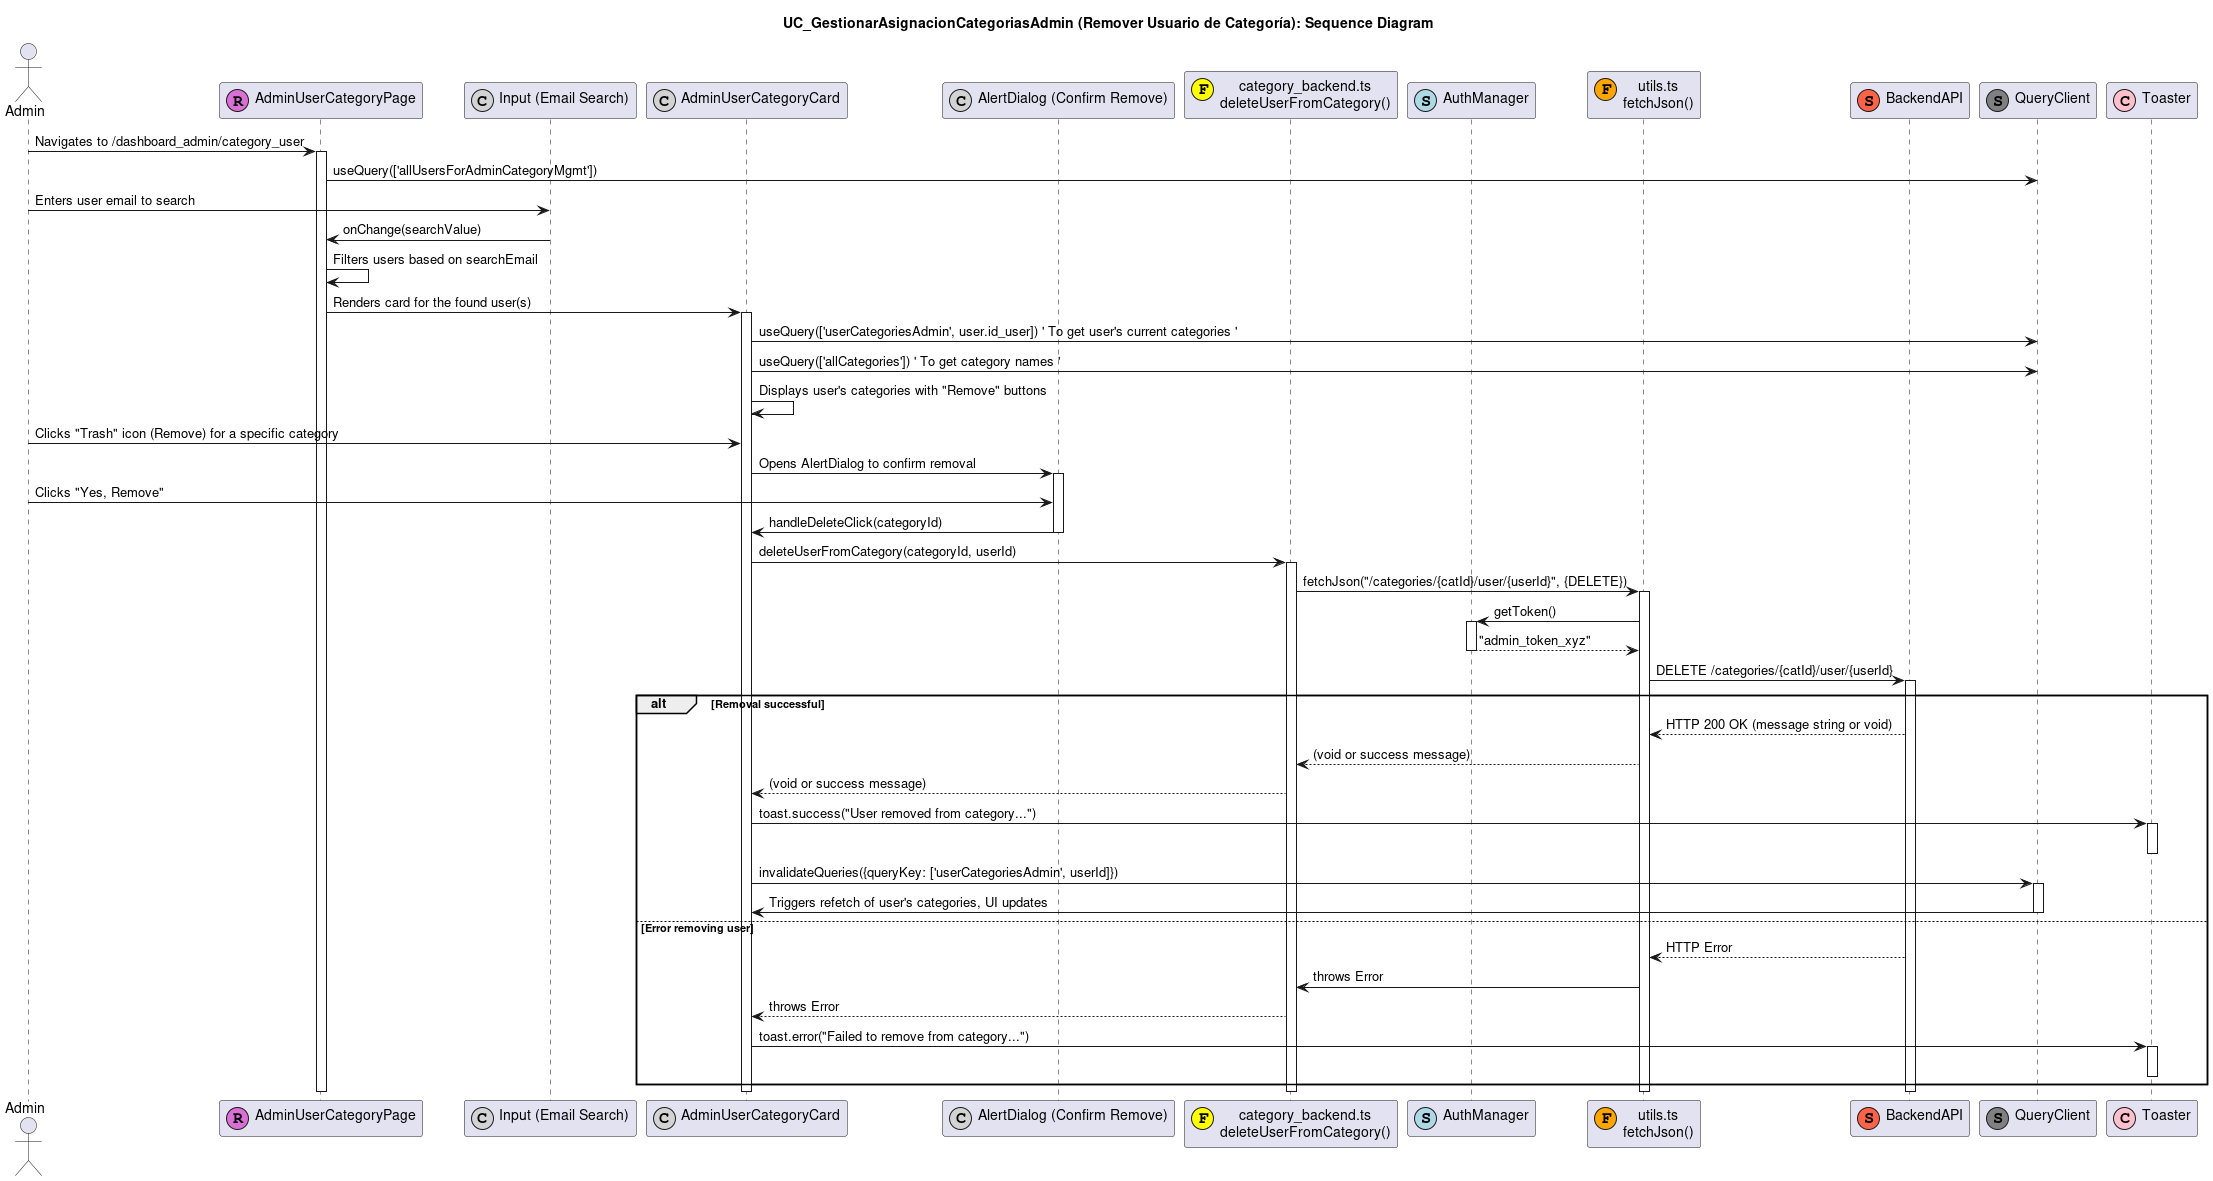 UC_GestionarAsignacionCategoriasAdmin (Remover Usuario de Categoría): Sequence Diagram
Admin
R AdminUserCategoryPage
C Input (Email Search)
C AdminUserCategoryCard
C AlertDialog (Confirm Remove)
F category_backend.ts
deleteUserFromCategory()
S AuthManager
F utils.ts
fetchJson()
S BackendAPI
S QueryClient
C Toaster
Navigates to /dashboard_admin/category_user
useQuery(['allUsersForAdminCategoryMgmt'])
Enters user email to search
onChange(searchValue)
Filters users based on searchEmail
Renders card for the found user(s)
useQuery(['userCategoriesAdmin', user.id_user]) ' To get user's current categories '
useQuery(['allCategories']) ' To get category names '
Displays user's categories with "Remove" buttons
Clicks "Trash" icon (Remove) for a specific category
Opens AlertDialog to confirm removal
Clicks "Yes, Remove"
handleDeleteClick(categoryId)
deleteUserFromCategory(categoryId, userId)
fetchJson("/categories/{catId}/user/{userId}", {DELETE})
getToken()
"admin_token_xyz"
DELETE /categories/{catId}/user/{userId}
alt [Removal successful]
HTTP 200 OK (message string or void)
(void or success message)
(void or success message)
toast.success("User removed from category...")
invalidateQueries({queryKey: ['userCategoriesAdmin', userId]})
Triggers refetch of user's categories, UI updates
[Error removing user]
HTTP Error
throws Error
throws Error
toast.error("Failed to remove from category...")
Admin
R AdminUserCategoryPage
C Input (Email Search)
C AdminUserCategoryCard
C AlertDialog (Confirm Remove)
F category_backend.ts
deleteUserFromCategory()
S AuthManager
F utils.ts
fetchJson()
S BackendAPI
S QueryClient
C Toaster